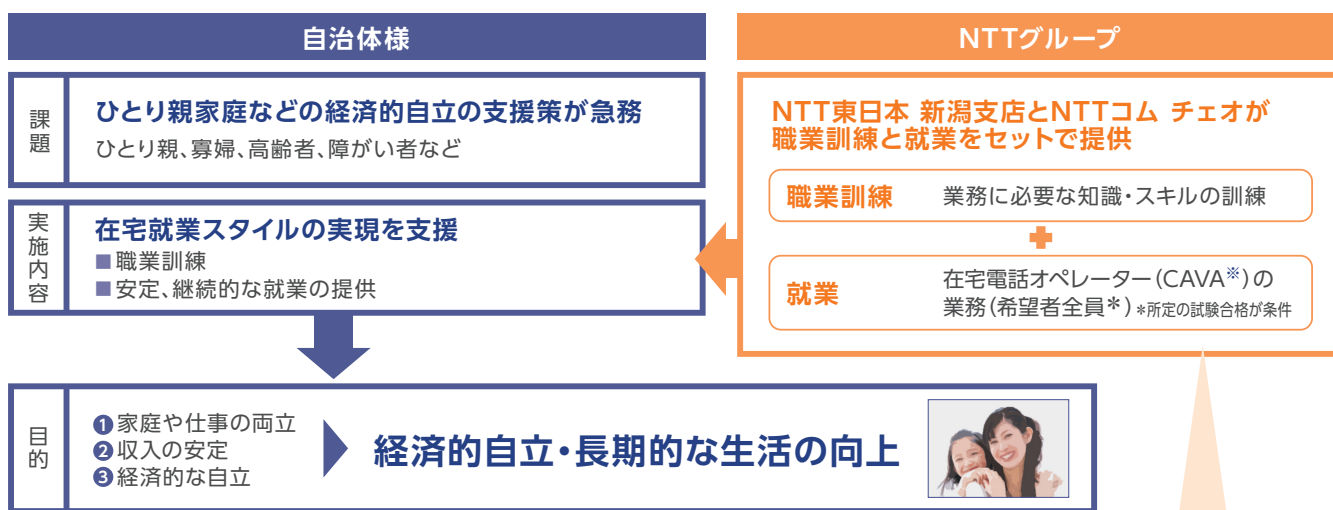 自治体様
課題
ひとり親家庭などの経済的自立の支援策が急務
ひとり親、寡婦、高齢者、障がい者など
実施内容
在宅就業スタイルの実現を支援
■職業訓練
■安定、継続的な就業の提供
目的
❶家庭や仕事の両立
❷収入の安定
❸経済的な自立
経済的自立・長期的な生活の向上
NTTグループ
NTT東日本 新潟支店とNTTコム チェオが
職業訓練と就業をセットで提供
職業訓練 業務に必要な知識・スキルの訓練
就業
在宅電話オペレーター(CAVA※)の
業務(希望者全員*) *所定の試験合格が条件